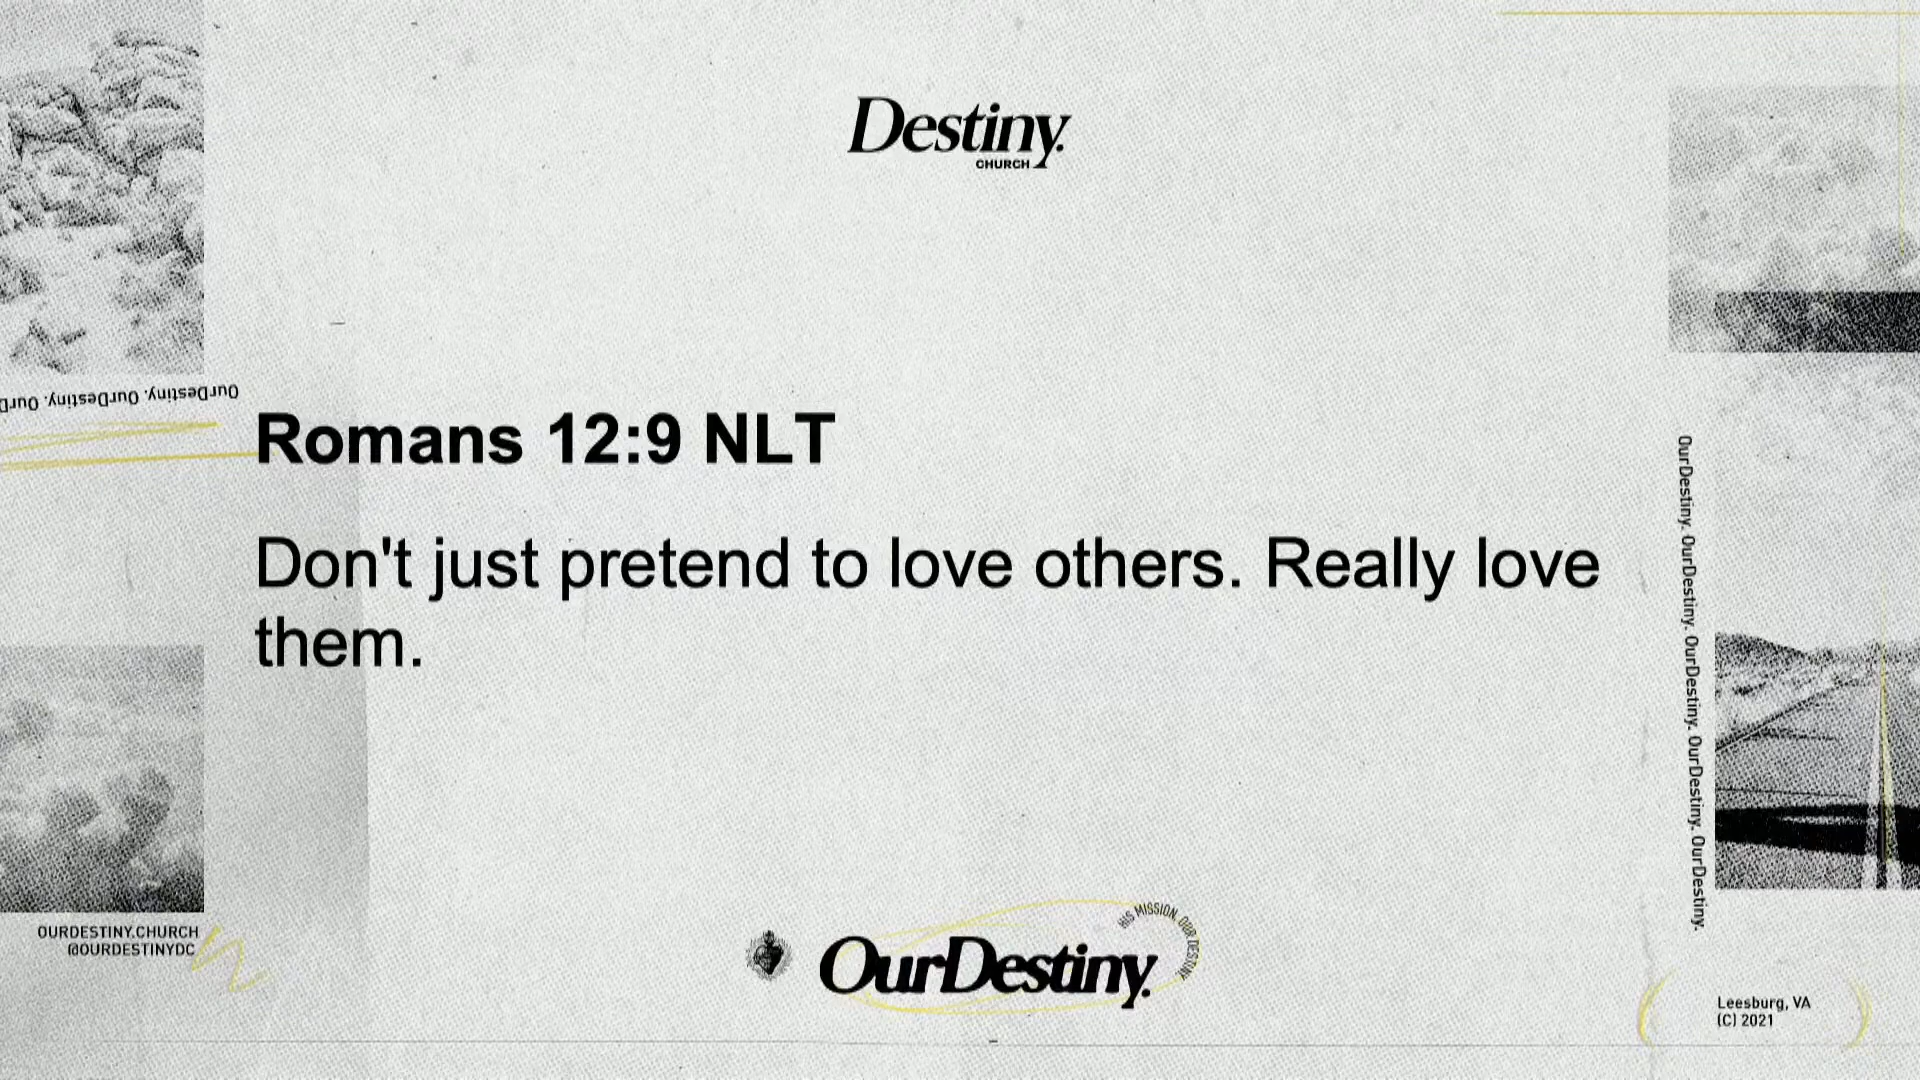 Destiny.
CHURCH
OurDestiny. OurDestiny. OurD
Romans 12:9 NLT
Don't just pretend to love others. Really love
them.
OurDestiny. OurDestiny. OurDestiny. OurDestiny. OurDestiny.
OURDESTINY.CHURCH
@OURDESTINYDC
HIS MISSION. OUR DESTINY.
OurDestiny.
Leesburg, VA
(C) 2021